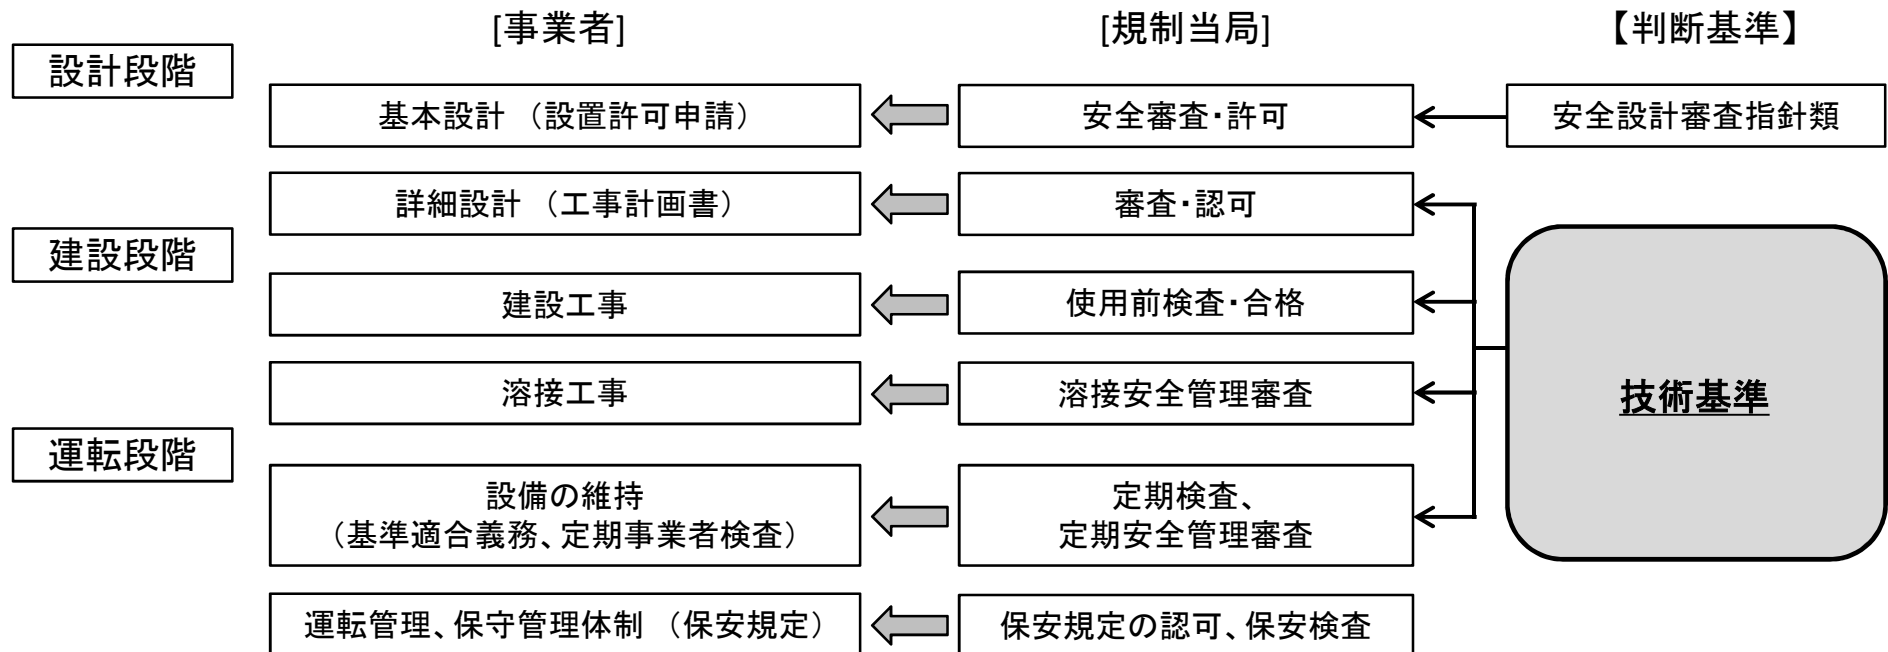 [事業者]
[規制当局]
【判断基準】
設計段階
基本設計 （設置許可申請）
安全審査・許可
安全設計審査指針類
詳細設計 （工事計画書）
審査・認可
建設段階
建設工事
使用前検査・合格
溶接工事
溶接安全管理審査
技術基準
運転段階
設備の維持
（基準適合義務、定期事業者検査）
定期検査、
定期安全管理審査
運転管理、保守管理体制 （保安規定）
保安規定の認可、保安検査